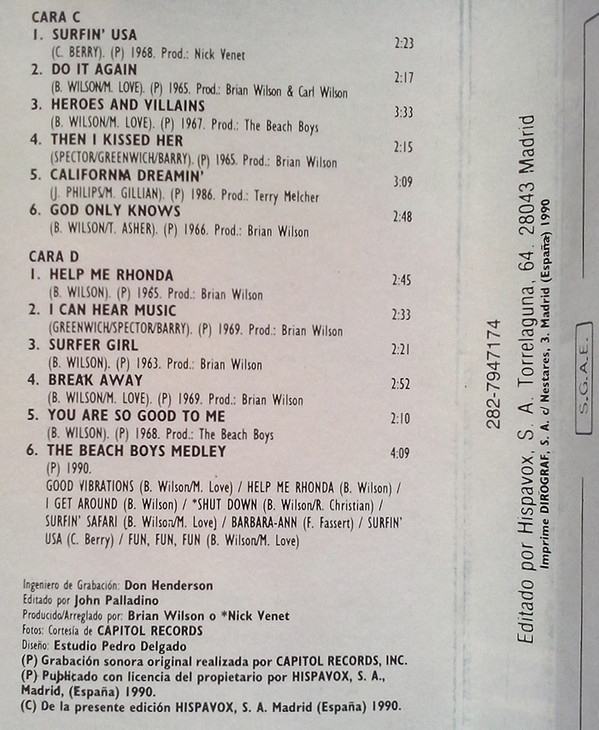 CARA C
1. SURFIN' USA 2:23
(C. BERRY). (P) 1968. Prod.: Nick Venet
2. DO IT AGAIN 2:17
(B. WILSON/M. LOVE). (P) 1965. Prod.: Brian Wilson & Carl Wilson
3. HEROES AND VILLAINS 3:33
(B. WILSON/M. LOVE). (P) 1967. Prod.: The Beach Boys
4. THEN I KISSED HER 2:15
(SPECTOR/GREENWICH/BARRY). (P) 1965. Prod.: Brian Wilson
5. CALIFORNIA DREAMIN' 3:09
(J. PHILIPS/M. GILLIAN). (P) 1986. Prod.: Terry Melcher
6. GOD ONLY KNOWS 2:48
(B. WILSON/T. ASHER). (P) 1966. Prod.: Brian Wilson
CARA D
1. HELP ME RHONDA 2:45
(B. WILSON). (P) 1965. Prod.: Brian Wilson
2. I CAN HEAR MUSIC 2:33
(GREENWICH/SPECTOR/BARRY). (P) 1969. Prod.: Brian Wilson
3. SURFER GIRL 2:21
(B. WILSON). (P) 1963. Prod.: Brian Wilson
4. BREAK AWAY 2:52
(B. WILSON/M. LOVE). (P) 1969. Prod.: Brian Wilson
5. YOU ARE SO GOOD TO ME 2:10
(B. WILSON). (P) 1968. Prod.: The Beach Boys
6. THE BEACH BOYS MEDLEY 4:09
(P) 1990.
GOOD VIBRATIONS (B. Wilson/M. Love) / HELP ME RHONDA (B. Wilson) /
I GET AROUND (B. Wilson) / *SHUT DOWN (B. Wilson/R. Christian) /
SURFIN' SAFARI (B. Wilson/M. Love) / BARBARA-ANN (F. Fassert) / SURFIN'
USA (C. Berry) / FUN, FUN, FUN (B. Wilson/M. Love)
Ingeniero de Grabación: Don Henderson
Editado por John Palladino
Producido/Arreglado por: Brian Wilson o *Nick Venet
Fotos: Cortesía de CAPITOL RECORDS
Diseño: Estudio Pedro Delgado
(P) Grabación sonora original realizada por CAPITOL RECORDS, INC.
(P) Publicado con licencia del propietario por HISPAVOX, S. A.,
Madrid, (España) 1990.
(C) De la presente edición HISPAVOX, S. A. Madrid (España) 1990.
282-7947174
Editado por Hispavox, S. A. Torrelaguna, 64. 28043 Madrid
Imprime DIROGRAF, S. A. c/ Nestares, 3. Madrid (España) 1990
S.G.A.E.